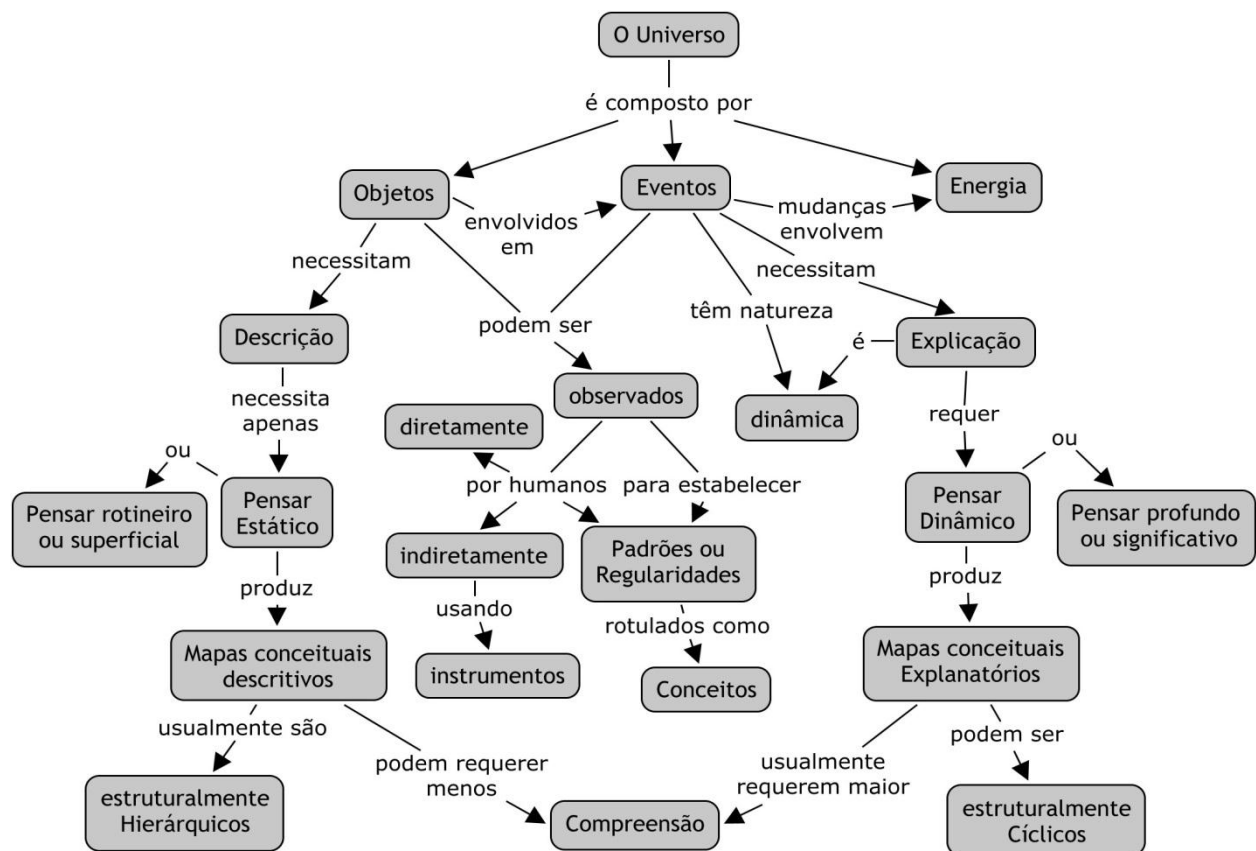 O Universo
é composto por
Objetos
Eventos
Energia
envolvidos
em
mudanças
envolvem
necessitam
necessitam
Descrição
podem ser
têm natureza
é
Explicação
necessita
apenas
observados
dinâmica
requer
diretamente
ou
Pensar rotineiro
ou superficial
Pensar
Estático
por humanos
para estabelecer
Pensar
Dinâmico
ou
Pensar profundo
ou significativo
indiretamente
Padrões ou
Regularidades
produz
usando
rotulados como
produz
Mapas conceituais
descritivos
instrumentos
Conceitos
Mapas conceituais
Explanatórios
usualmente são
podem requerer
menos
usualmente
requerem maior
podem ser
estruturalmente
Hierárquicos
Compreensão
estruturalmente
Cíclicos